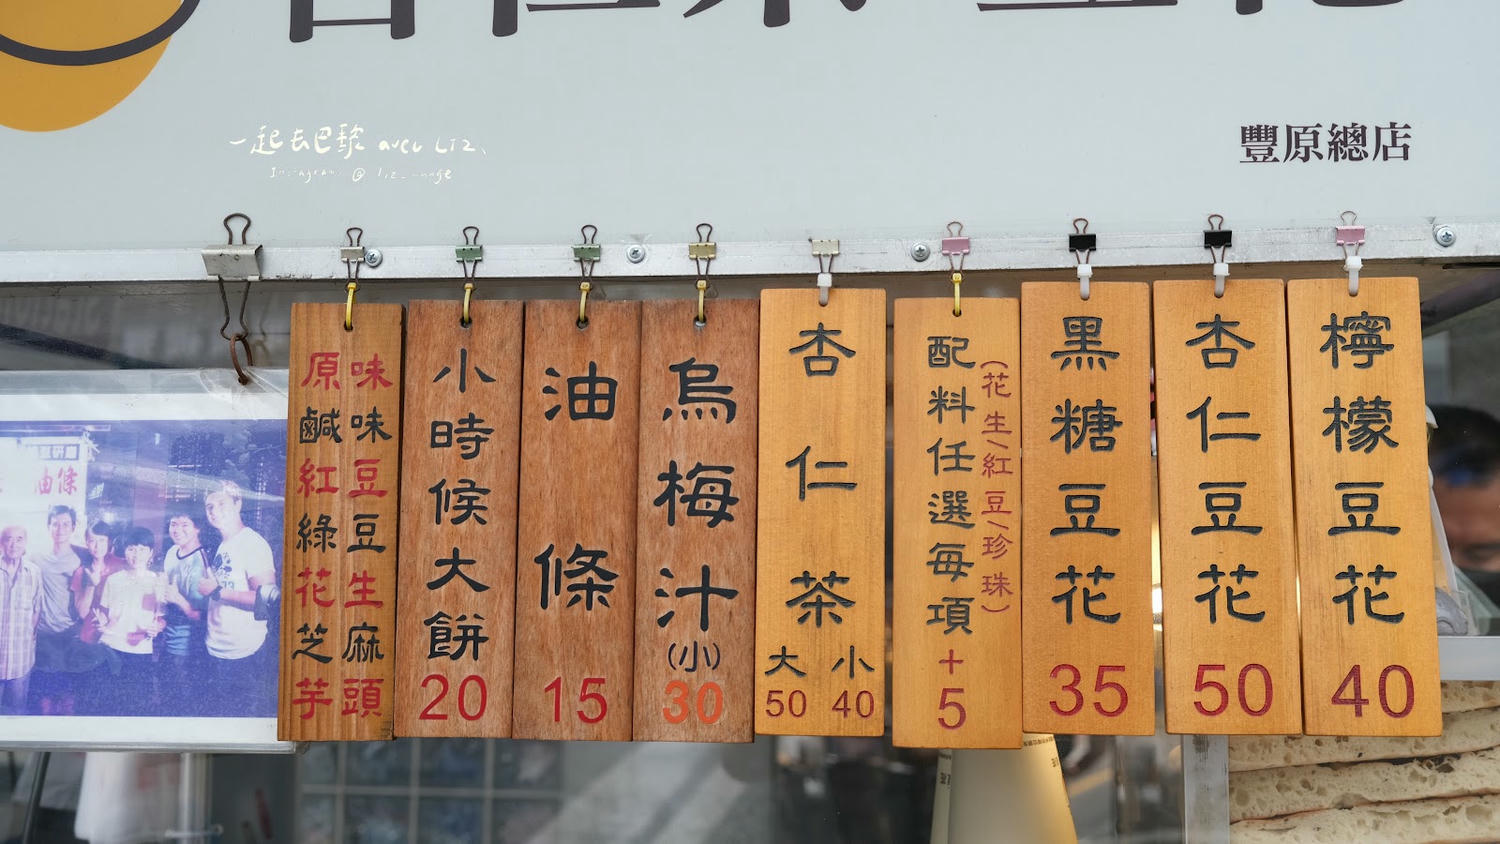 豐原總店
一起去巴黎 avec Liz、
檸檬豆花
40
杏仁豆花
50
黑糖豆花
35
(花生\紅豆\珍珠)
配料任選每項
+
5
杏仁茶
大 小
50 40
烏梅汁
(小)
30
油條
15
小時候大餅
20
原味
鹹味
紅豆
綠豆
花生
芝麻
芋頭
油條